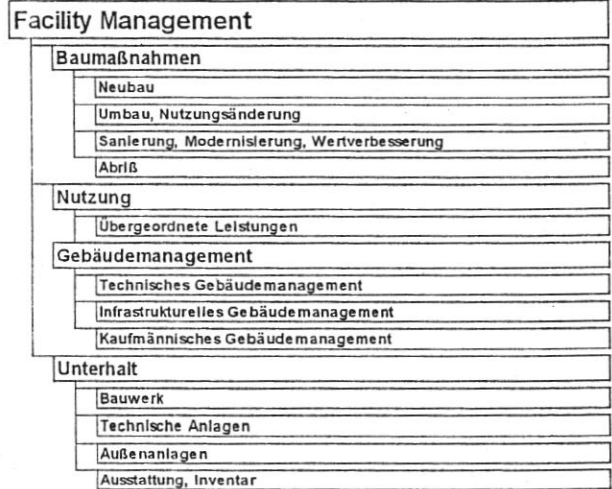 Facility Management
Baumaßnahmen
Neubau
Umbau, Nutzungsänderung
Sanierung, Modernisierung, Wertverbesserung
Abriß
Nutzung
Übergeordnete Leistungen
Gebäudemanagement
Technisches Gebäudemanagement
Infrastrukturelles Gebäudemanagement
Kaufmännisches Gebäudemanagement
Unterhalt
Bauwerk
Technische Anlagen
Außenanlagen
Ausstattung, Inventar